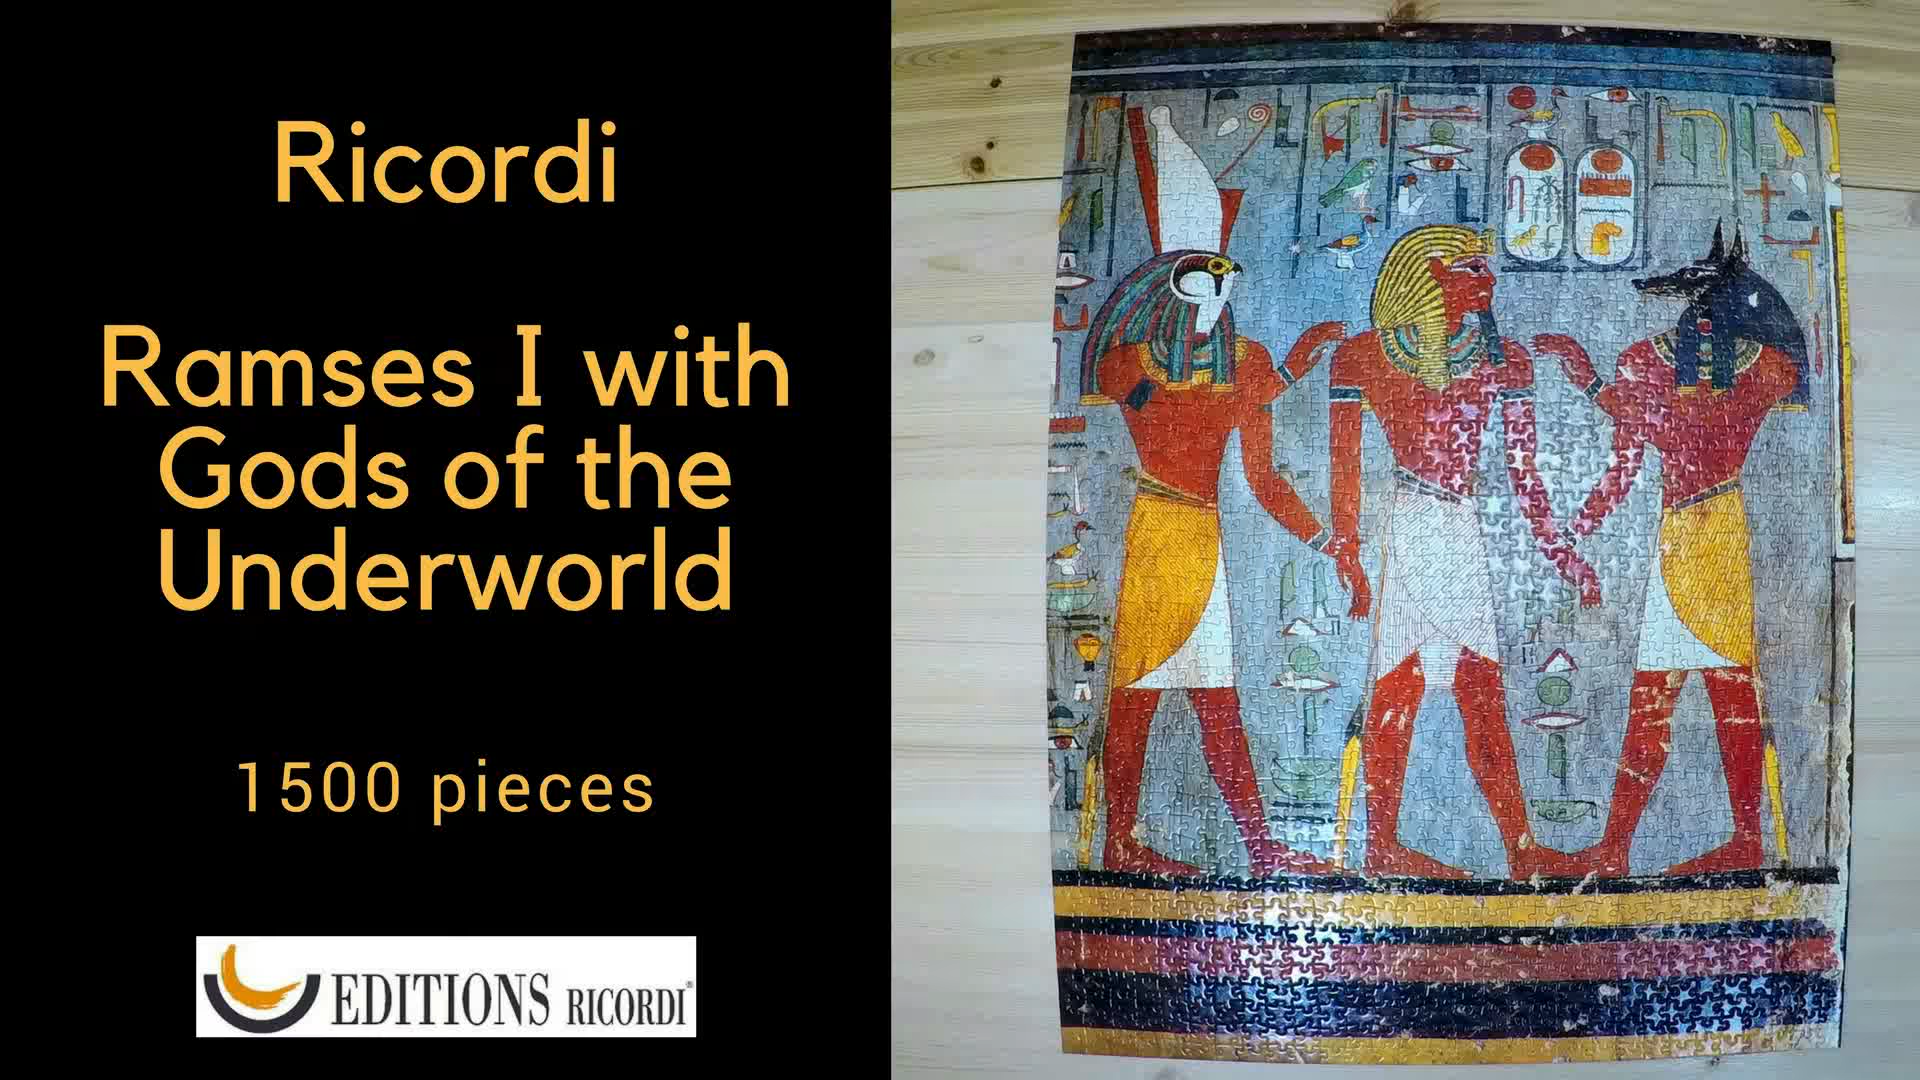 Ricordi
Ramses I with
Gods of the
Underworld
1500 pieces
EDITIONS RICORDI®